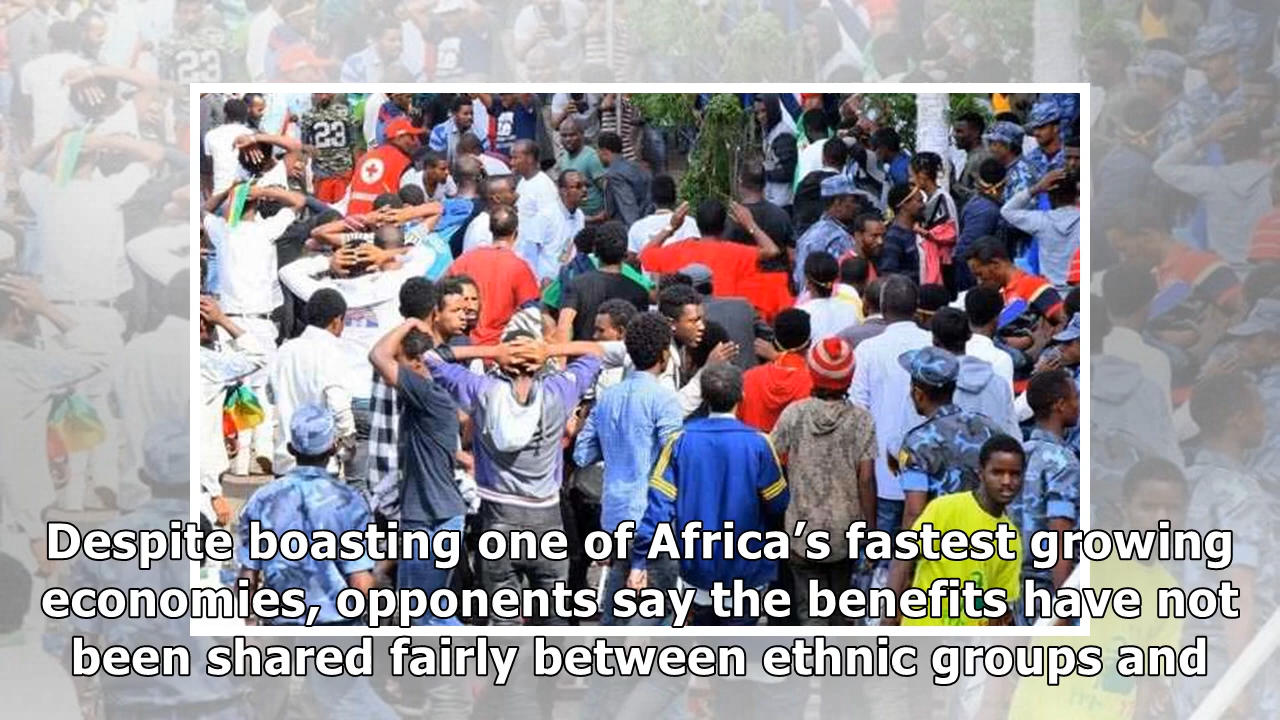 23
Despite boasting one of Africa’s fastest growing
economies, opponents say the benefits have not
been shared fairly between ethnic groups and